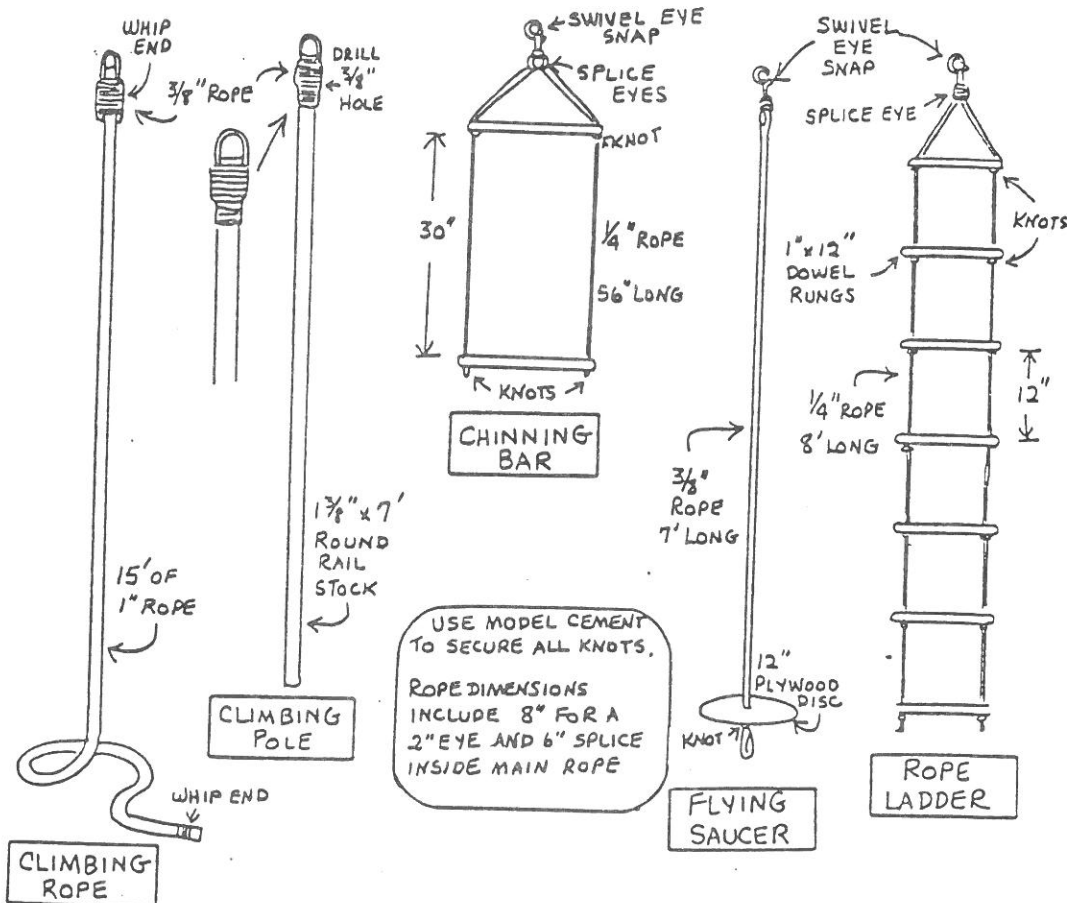 WHIP
END
3/8" ROPE
DRILL
3/8"
HOLE
15' OF
1" ROPE
WHIP END
CLIMBING
ROPE
1 3/8" x 7'
ROUND
RAIL
STOCK
CLIMBING
POLE
SWIVEL EYE
SNAP
SPLICE
EYES
KNOT
30"
1/4" ROPE
56" LONG
KNOTS
CHINNING
BAR
USE MODEL CEMENT
TO SECURE ALL KNOTS.
ROPE DIMENSIONS
INCLUDE 8" FOR A
2" EYE AND 6" SPLICE
INSIDE MAIN ROPE
SWIVEL
EYE
SNAP
SPLICE EYE
3/8"
ROPE
7' LONG
12"
PLYWOOD
DISC
KNOT
FLYING
SAUCER
KNOTS
1" x 12"
DOWEL
RUNGS
1/4" ROPE
8' LONG
12"
ROPE
LADDER